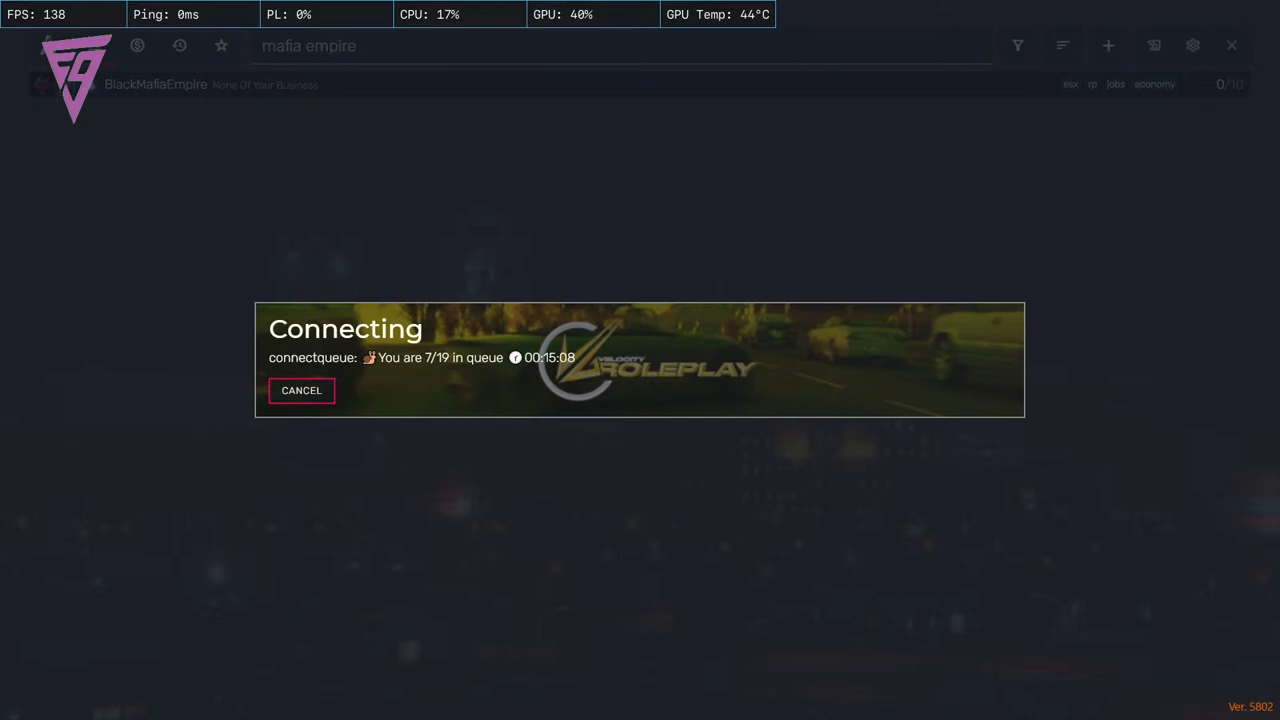 FPS: 138 Ping: 0ms PL: 0% CPU: 17% GPU: 40% GPU Temp: 44°C
mafia empire
BlackMafiaEmpire None Of Your Business esx rp jobs economy 0/10
Connecting
connectqueue: 🐌You are 7/19 in queue 🕐00:15:08
VELOCITY
ROLEPLAY
CANCEL
Ver. 5802